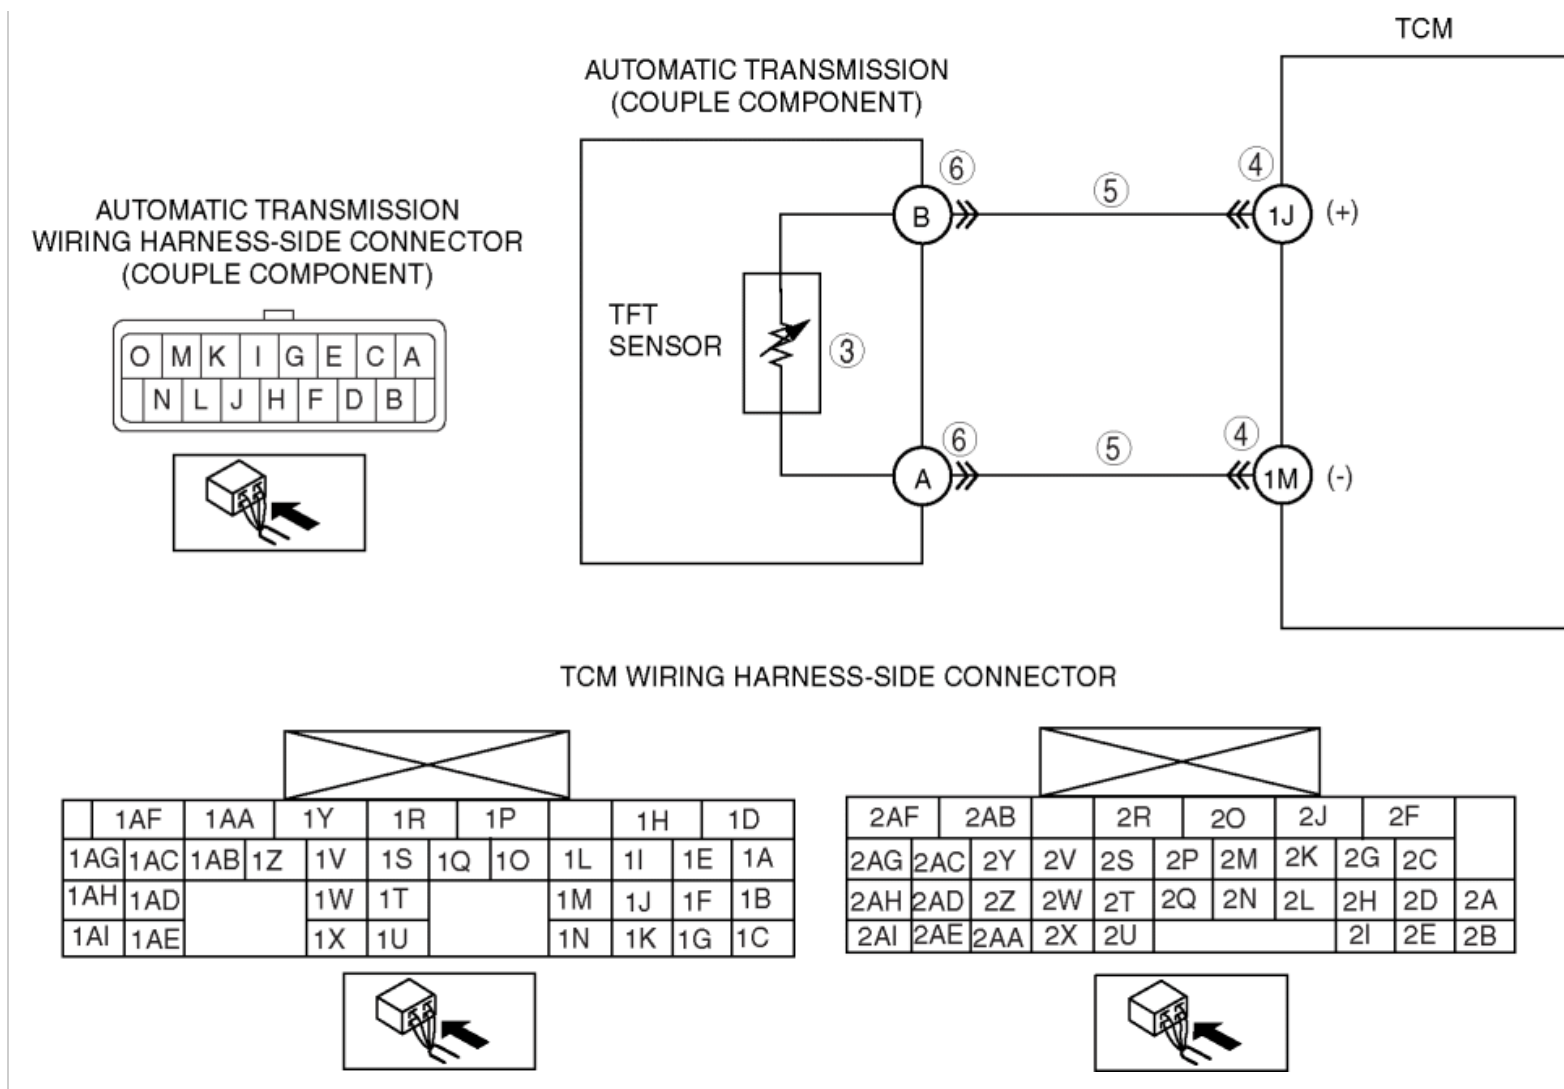 TCM
AUTOMATIC TRANSMISSION
(COUPLE COMPONENT)
AUTOMATIC TRANSMISSION
WIRING HARNESS-SIDE CONNECTOR
(COUPLE COMPONENT)
O M K I G E C A
N L J H F D B
6 5 4
B 1J (+)
TFT
SENSOR
3
6 5 4
A 1M (-)
TCM WIRING HARNESS-SIDE CONNECTOR
1AF 1AA 1Y 1R 1P 1H 1D
1AG 1AC 1AB 1Z 1V 1S 1Q 1O 1L 1I 1E 1A
1AH 1AD 1W 1T 1M 1J 1F 1B
1AI 1AE 1X 1U 1N 1K 1G 1C
2AF 2AB 2R 2O 2J 2F
2AG 2AC 2Y 2V 2S 2P 2M 2K 2G 2C
2AH 2AD 2Z 2W 2T 2Q 2N 2L 2H 2D 2A
2AI 2AE 2AA 2X 2U 2I 2E 2B